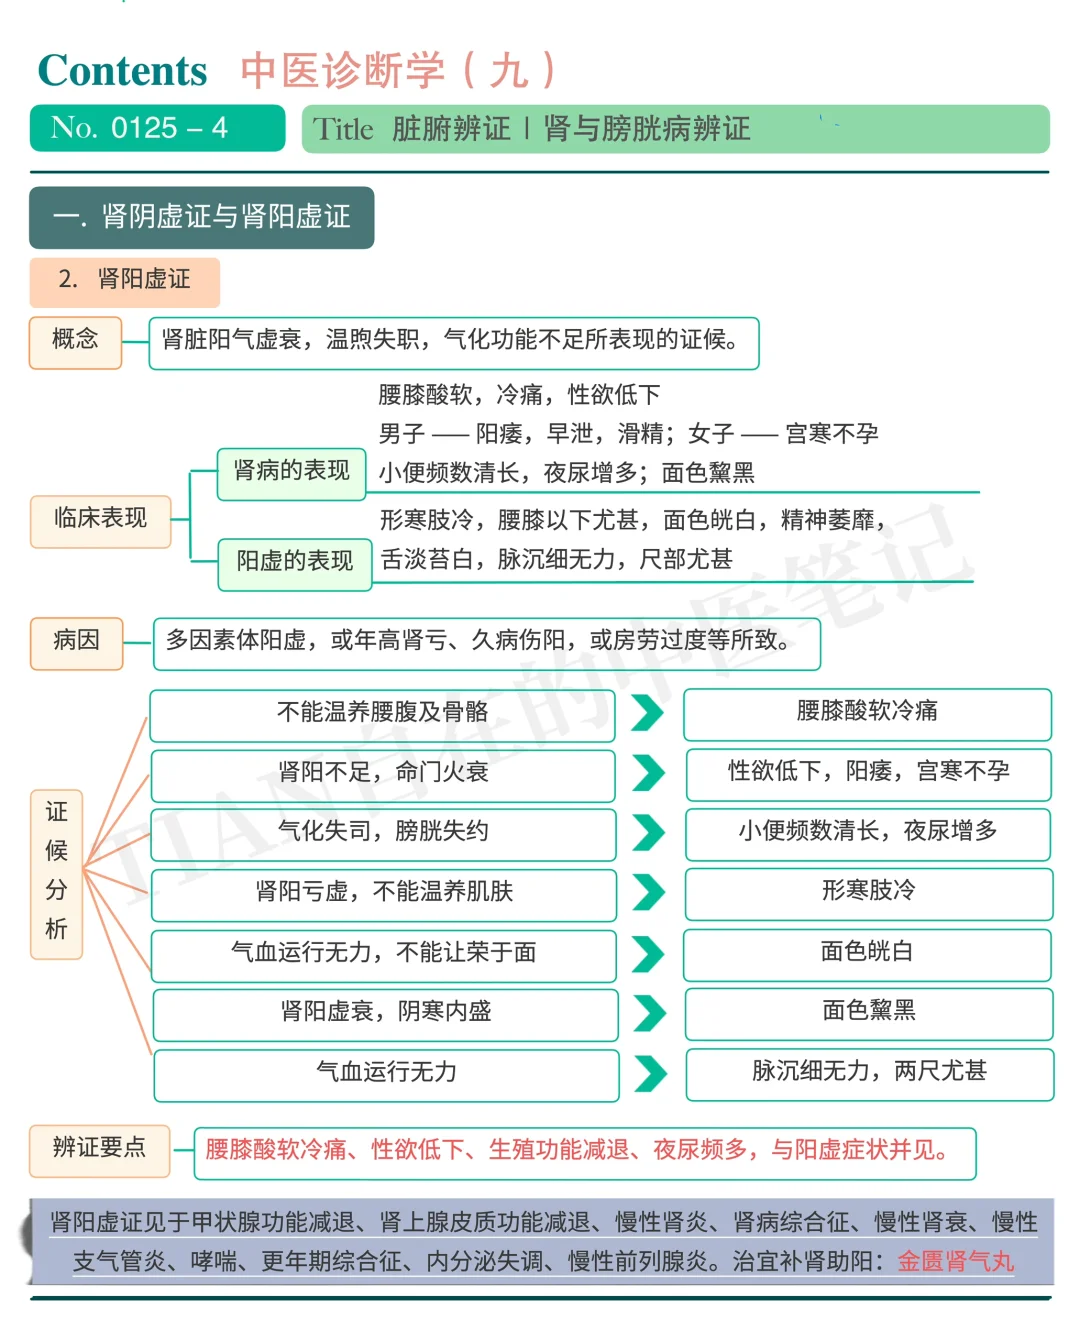 Contents 中医诊断学（九）
No. 0125 – 4
Title 脏腑辨证 | 肾与膀胱病辨证
一. 肾阴虚证与肾阳虚证
2. 肾阳虚证
概念
肾脏阳气虚衰，温煦失职，气化功能不足所表现的证候。
临床表现
肾病的表现
腰膝酸软，冷痛，性欲低下
男子 —— 阳痿，早泄，滑精；女子 —— 宫寒不孕
小便频数清长，夜尿增多；面色黧黑
阳虚的表现
形寒肢冷，腰膝以下尤甚，面色㿠白，精神萎靡，
舌淡苔白，脉沉细无力，尺部尤甚
病因
多因素体阳虚，或年高肾亏、久病伤阳，或房劳过度等所致。
证候分析
不能温养腰腹及骨骼
腰膝酸软冷痛
肾阳不足，命门火衰
性欲低下，阳痿，宫寒不孕
气化失司，膀胱失约
小便频数清长，夜尿增多
肾阳亏虚，不能温养肌肤
形寒肢冷
气血运行无力，不能让荣于面
面色㿠白
肾阳虚衰，阴寒内盛
面色黧黑
气血运行无力
脉沉细无力，两尺尤甚
辨证要点
腰膝酸软冷痛、性欲低下、生殖功能减退、夜尿频多，与阳虚症状并见。
肾阳虚证见于甲状腺功能减退、肾上腺皮质功能减退、慢性肾炎、肾病综合征、慢性肾衰、慢性
支气管炎、哮喘、更年期综合征、内分泌失调、慢性前列腺炎。治宜补肾助阳：金匮肾气丸
TIAN自在的中医笔记